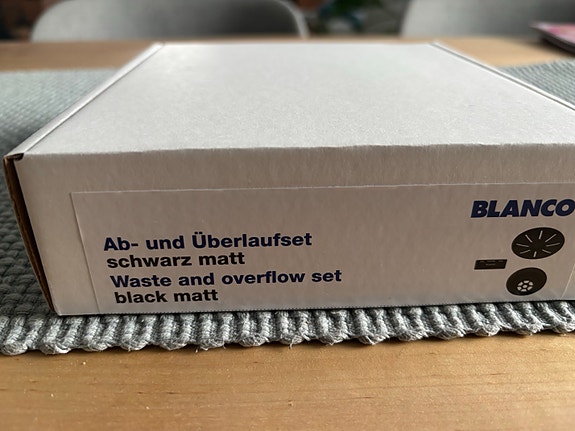 BLANCO
Ab- und Überlaufset
schwarz matt
Waste and overflow set
black matt